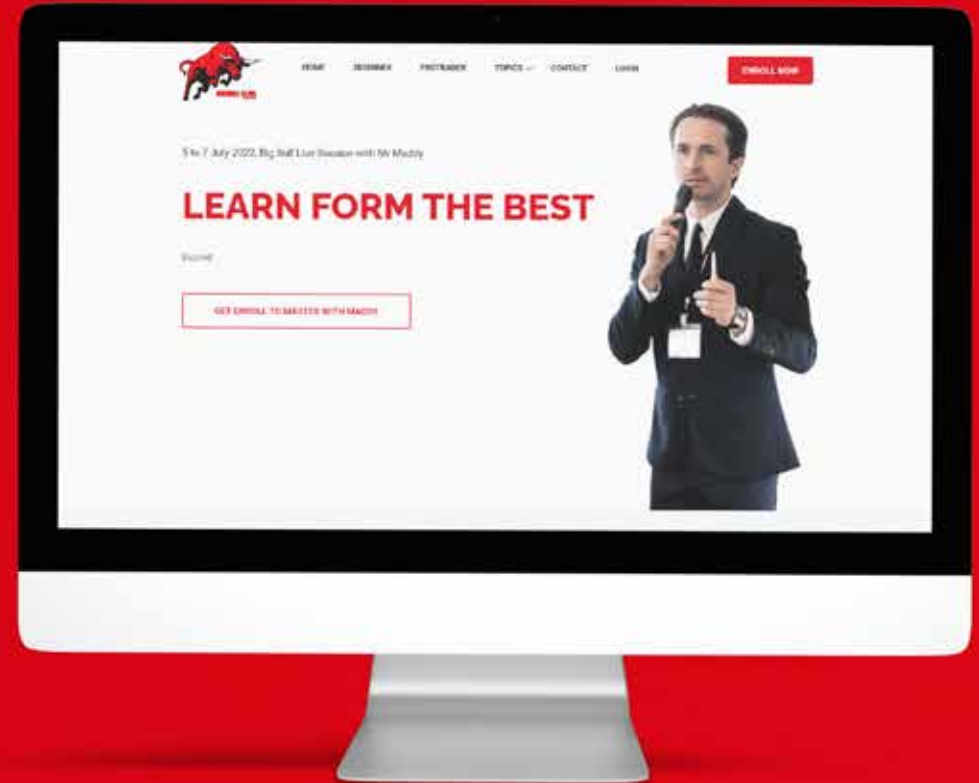 HOME BEGINNER PROTRADER TOPICS CONTACT LOGIN
ENROLL NOW
5 to 7 July 2022, Big Bull Live Session with Mr Maddy
LEARN FORM THE BEST
GET ENROLL TO MASTER WITH MADDY